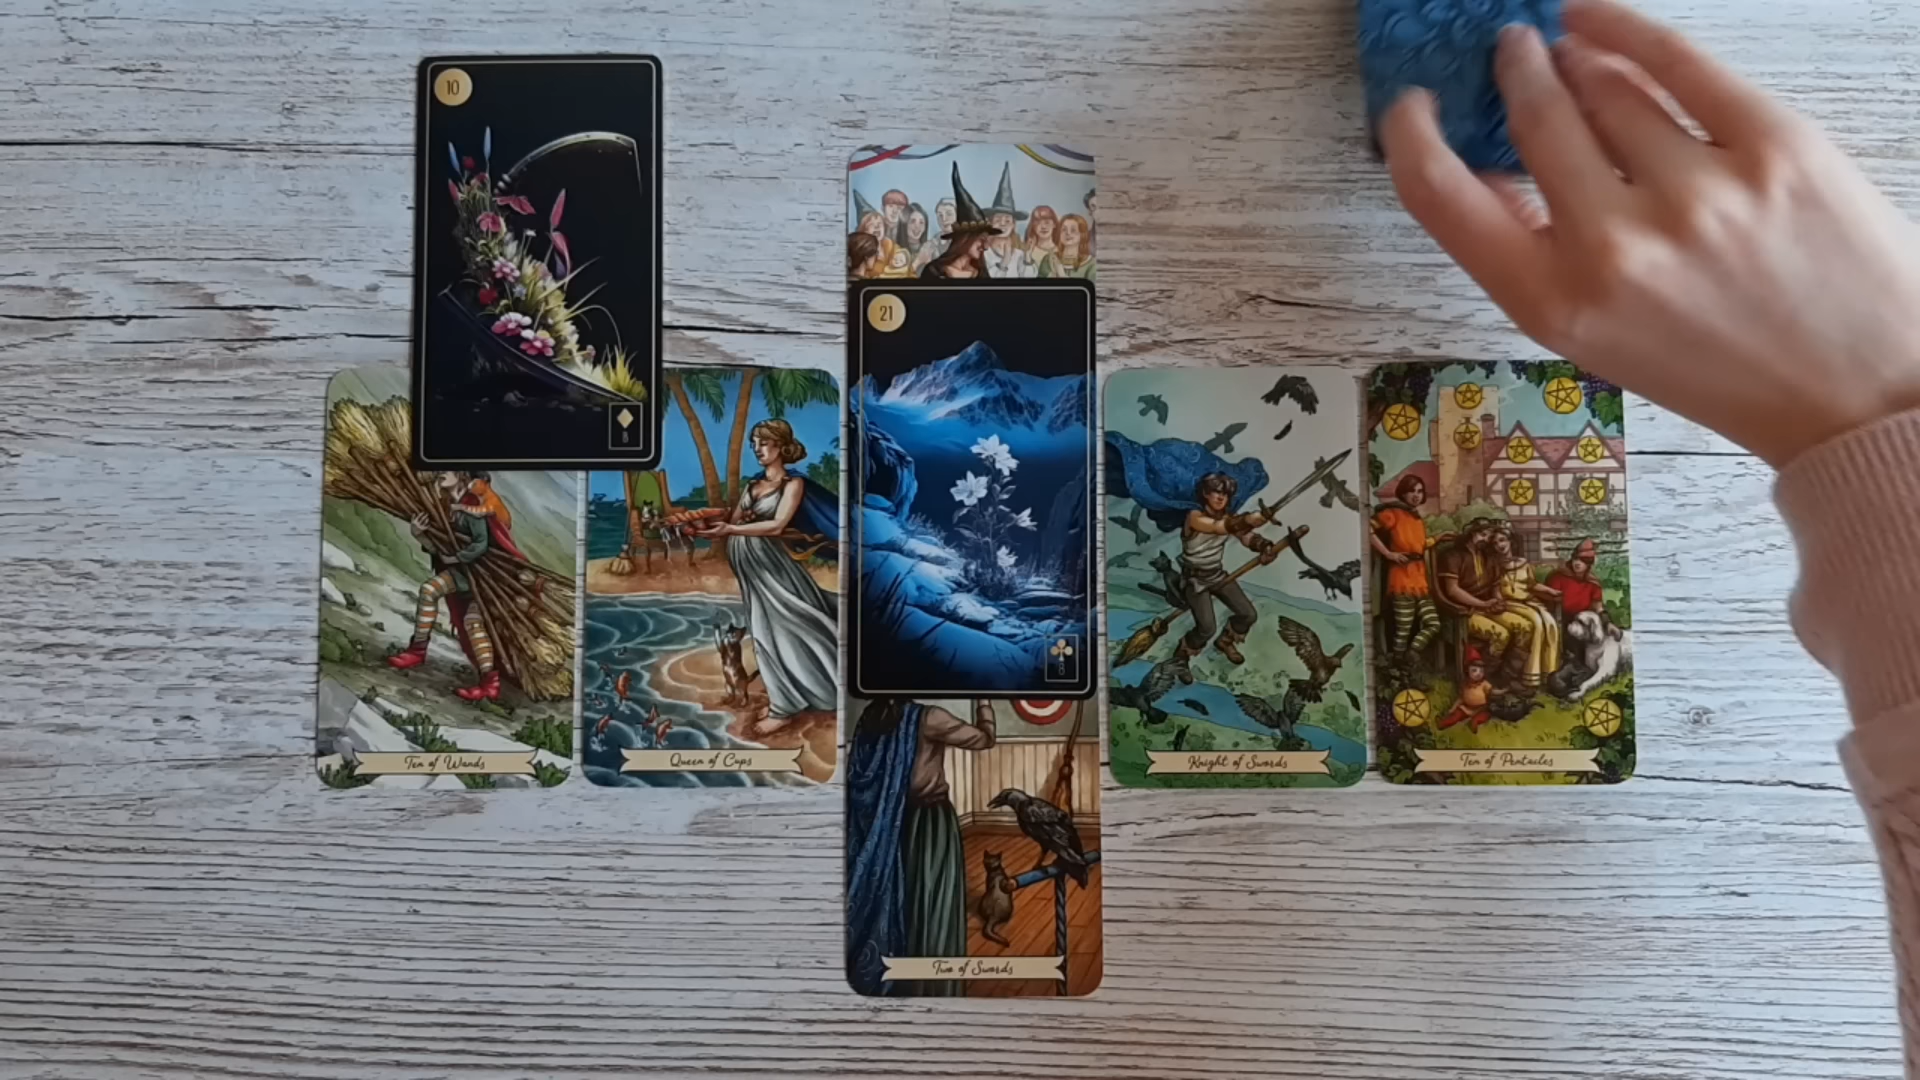 10
21
Ten of Wands
Queen of Cups
Knight of Swords
Ten of Pentacles
Two of Swords